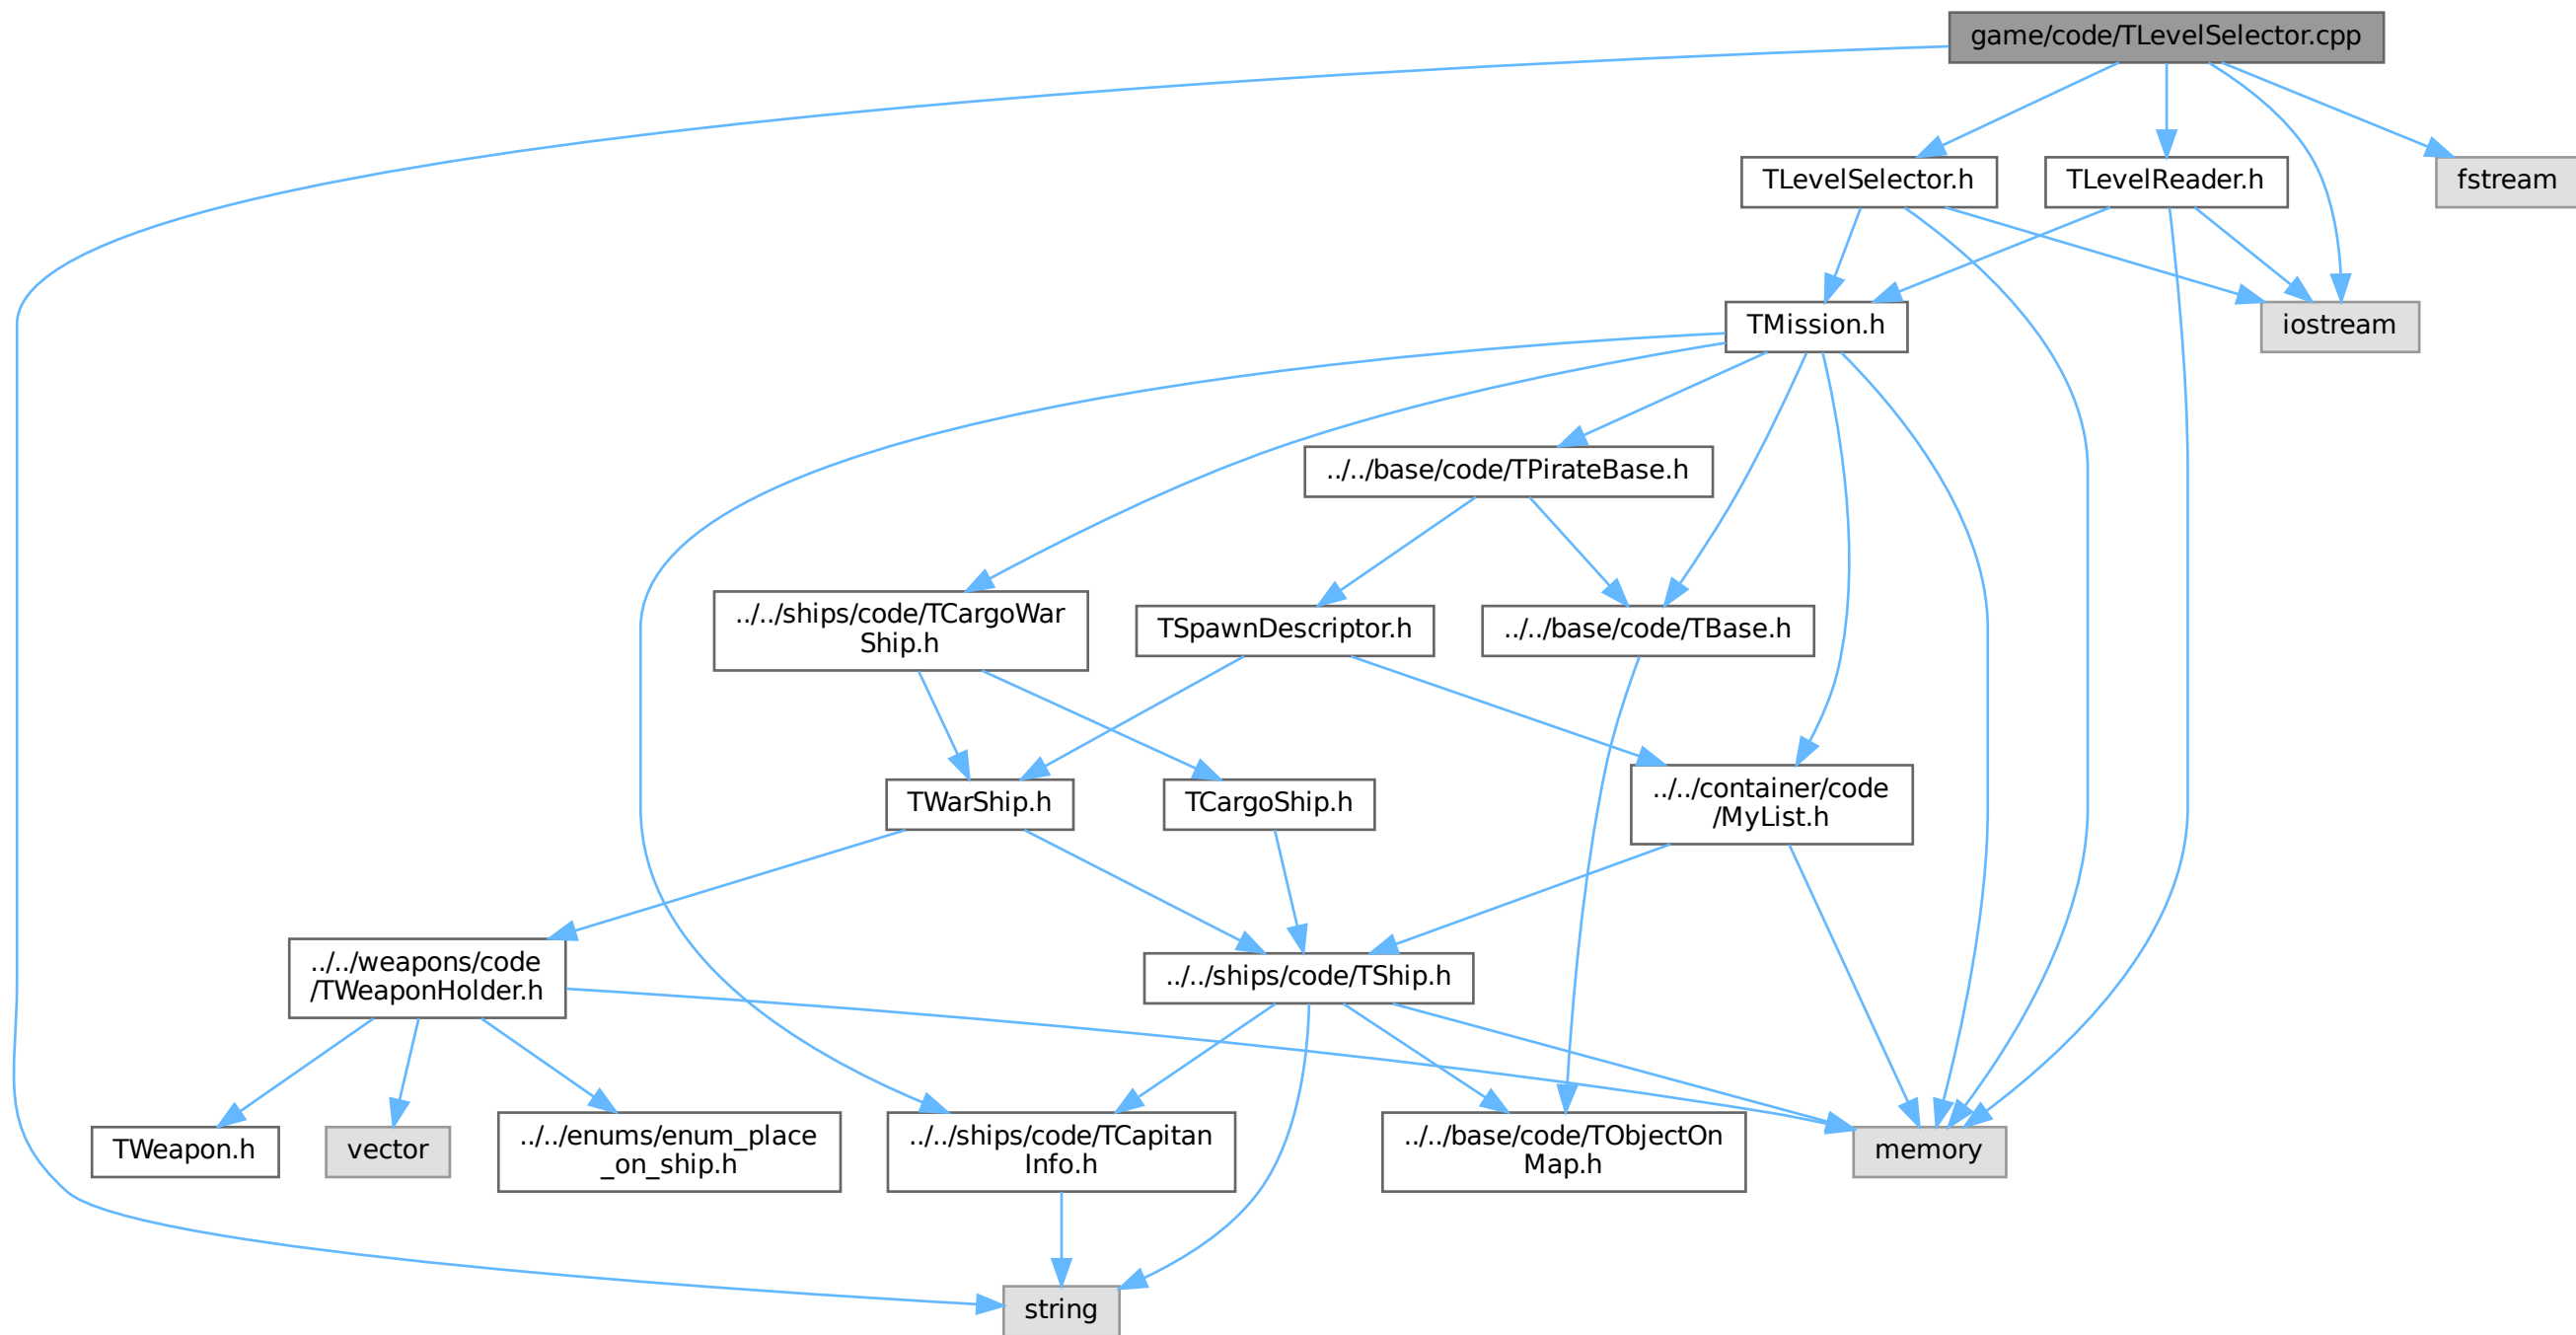 game/code/TLevelSelector.cpp
TLevelSelector.h
TLevelReader.h
fstream
TMission.h
iostream
../../base/code/TPirateBase.h
../../ships/code/TCargoWar
Ship.h
TSpawnDescriptor.h
../../base/code/TBase.h
TWarShip.h
TCargoShip.h
../../container/code
/MyList.h
../../weapons/code
/TWeaponHolder.h
../../ships/code/TShip.h
TWeapon.h
vector
../../enums/enum_place
_on_ship.h
../../ships/code/TCapitan
Info.h
../../base/code/TObjectOn
Map.h
memory
string